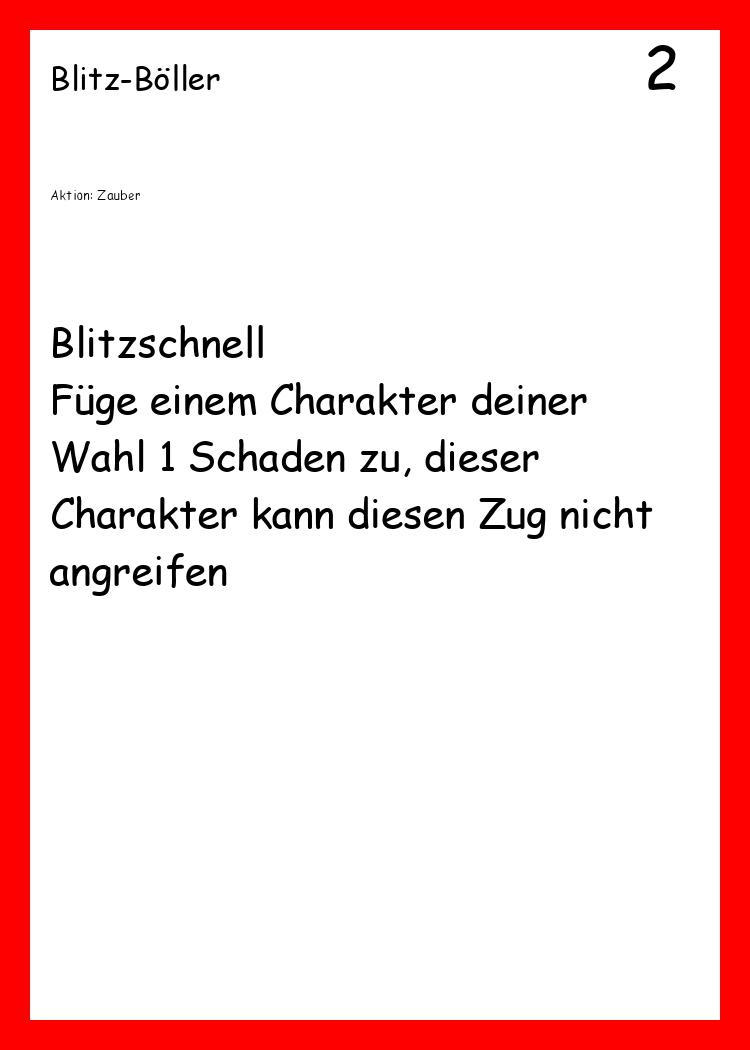 Blitz-Böller 2
Aktion: Zauber
Blitzschnell
Füge einem Charakter deiner
Wahl 1 Schaden zu, dieser
Charakter kann diesen Zug nicht
angreifen